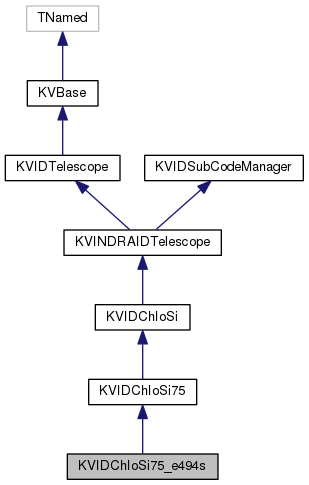 TNamed
KVBase
KVIDTelescope
KVIDSubCodeManager
KVINDRAIDTelescope
KVIDChIoSi
KVIDChIoSi75
KVIDChIoSi75_e494s